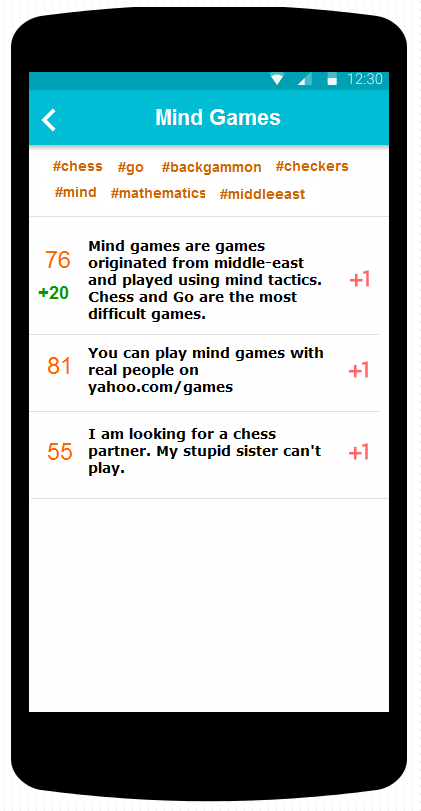 12:30
Mind Games
#chess #go #backgammon #checkers
#mind #mathematics #middleeast
76
+20
Mind games are games
originated from middle-east
and played using mind tactics.
Chess and Go are the most
difficult games.
+1
81
You can play mind games with
real people on
yahoo.com/games
+1
55
I am looking for a chess
partner. My stupid sister can't
play.
+1